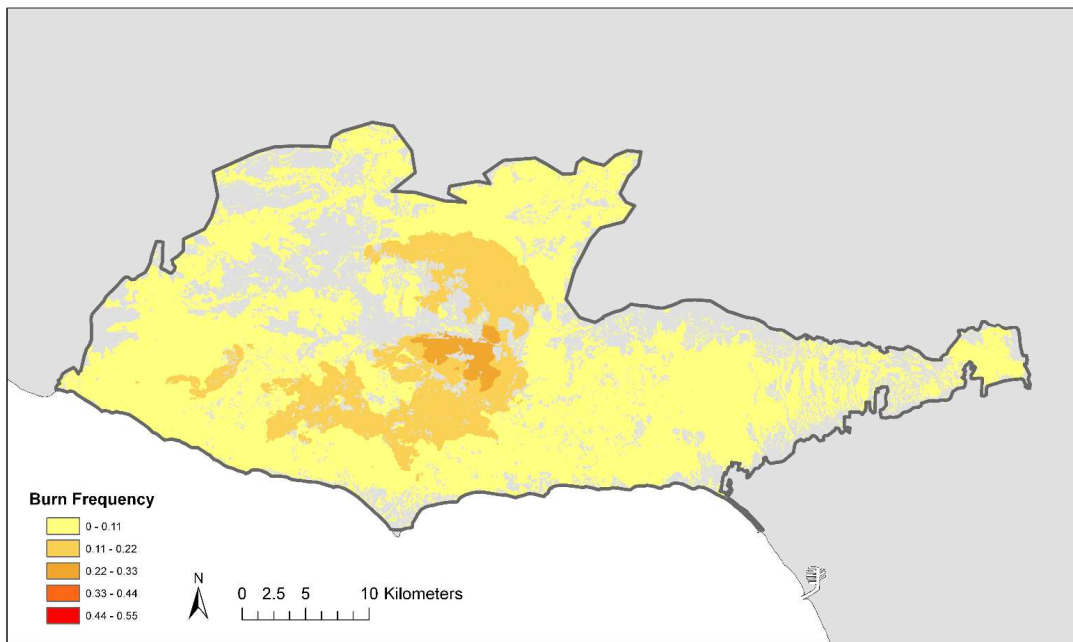 Burn Frequency
0 - 0.11
0.11 - 0.22
0.22 - 0.33
0.33 - 0.44
0.44 - 0.55
N
0 2.5 5 10 Kilometers